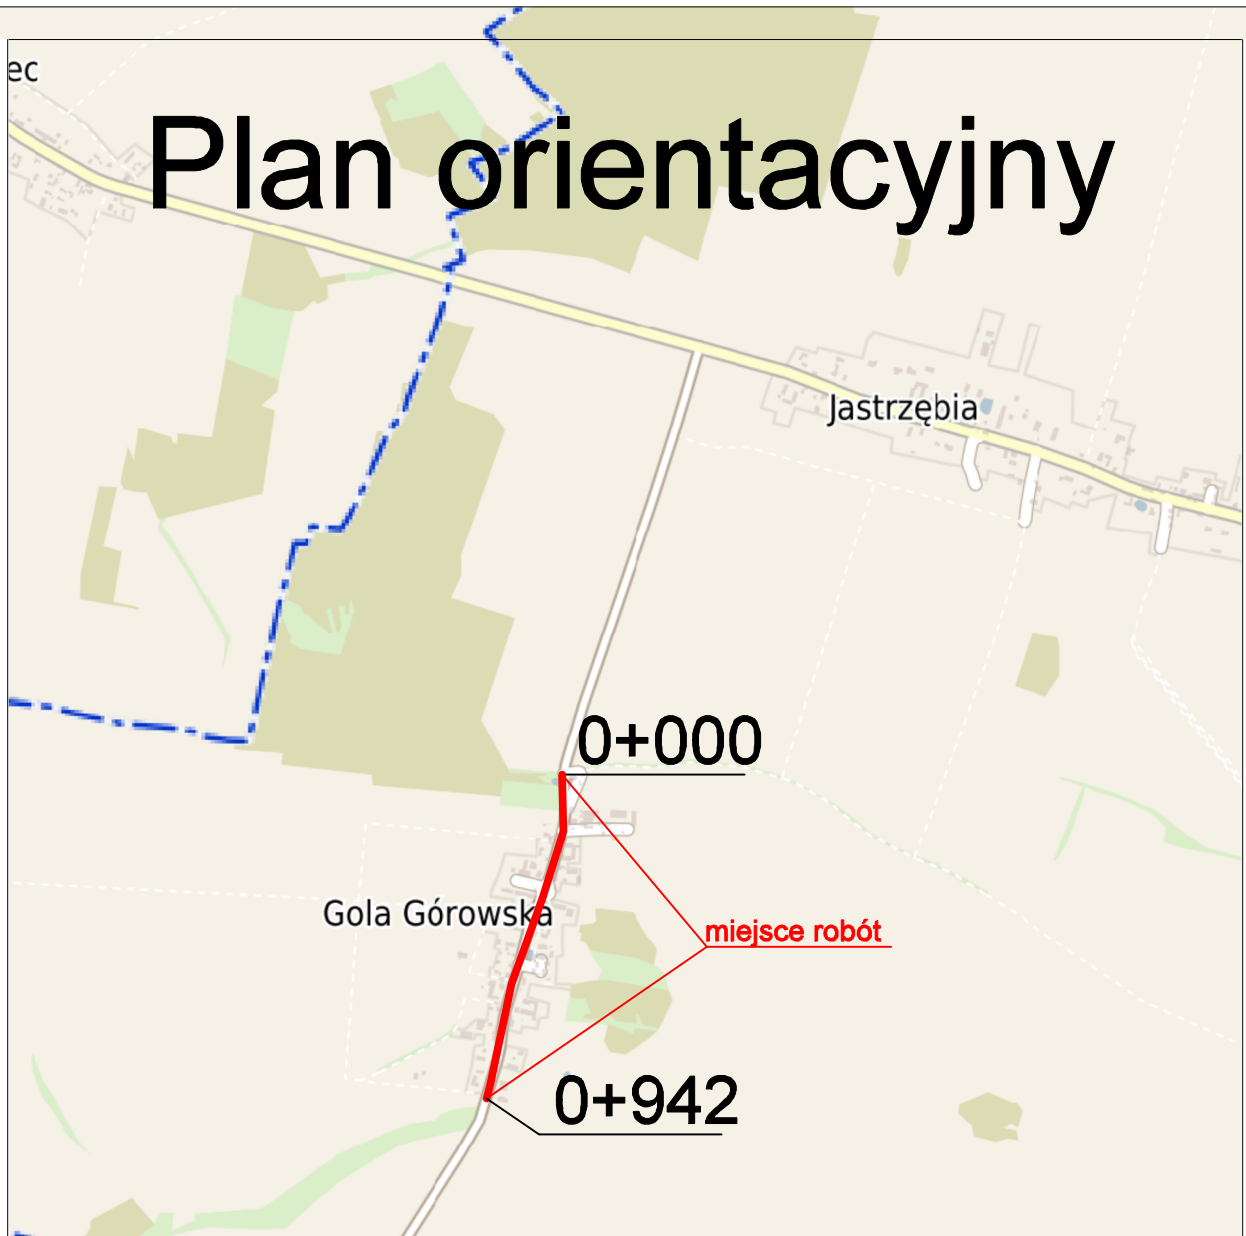 ec
Plan orientacyjny
Jastrzębia
0+000
Gola Górowska
miejsce robót
0+942